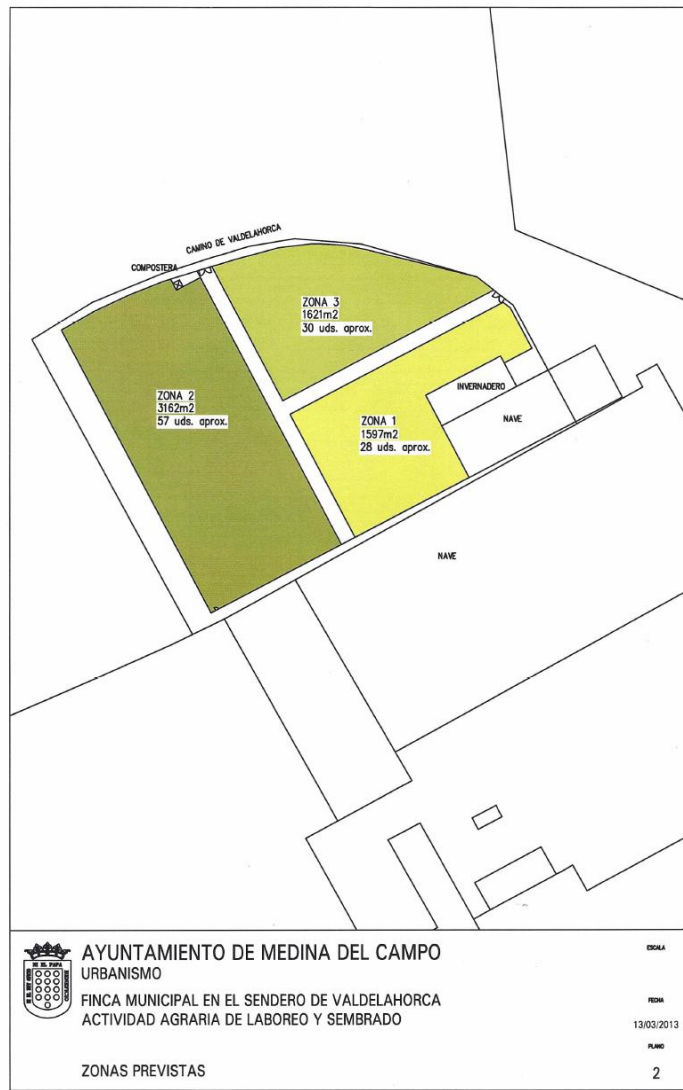 CAMINO DE VALDELAHORCA
COMPOSTERA
ZONA 3
1621m2
30 uds. aprox.
ZONA 2
3162m2
57 uds. aprox.
INVERNADERO
ZONA 1
1597m2
28 uds. aprox.
NAVE
NAVE
AYUNTAMIENTO DE MEDINA DEL CAMPO
URBANISMO
FINCA MUNICIPAL EN EL SENDERO DE VALDELAHORCA
ACTIVIDAD AGRARIA DE LABOREO Y SEMBRADO
ZONAS PREVISTAS
ESCALA
FECHA
13/03/2013
PLANO
2